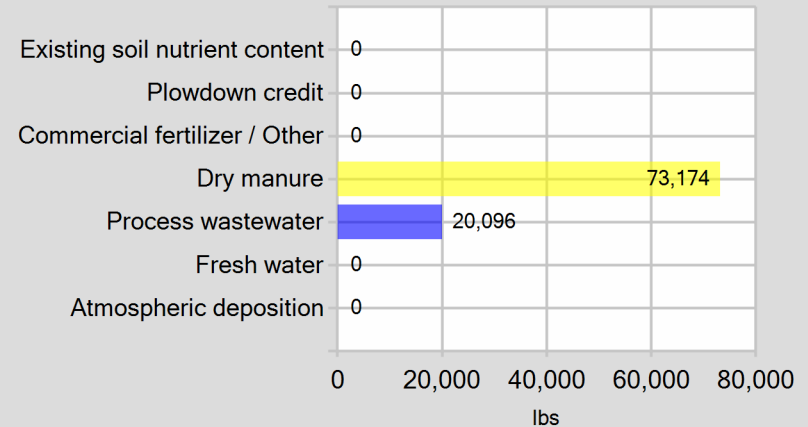 Existing soil nutrient content 0
Plowdown credit 0
Commercial fertilizer / Other 0
Dry manure 73,174
Process wastewater 20,096
Fresh water 0
Atmospheric deposition 0
0 20,000 40,000 60,000 80,000
lbs